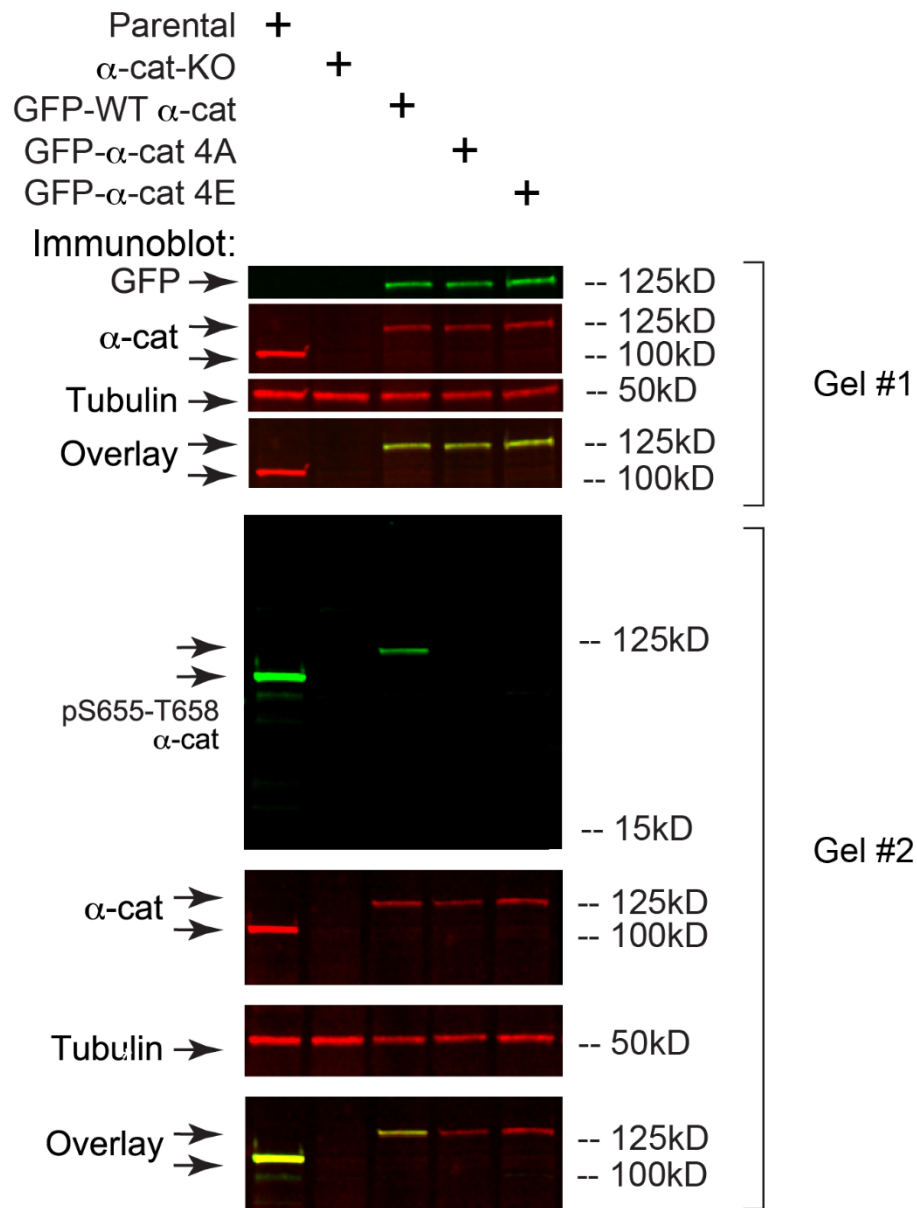 Parental +
α-cat-KO +
GFP-WT α-cat +
GFP-α-cat 4A +
GFP-α-cat 4E +
Immunoblot:
GFP -- 125kD
α-cat -- 125kD
-- 100kD
Tubulin -- 50kD
Overlay -- 125kD
-- 100kD
Gel #1
-- 125kD
pS655-T658
α-cat
-- 15kD
Gel #2
α-cat -- 125kD
-- 100kD
Tubulin -- 50kD
Overlay -- 125kD
-- 100kD